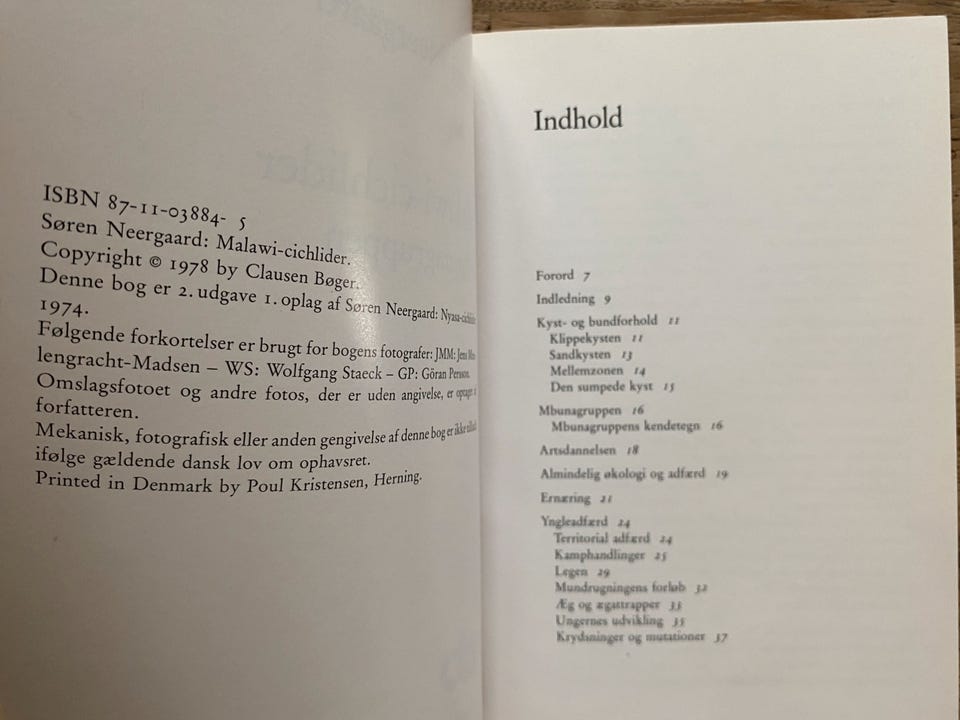 ISBN 87-11-03884- 5
Søren Neergaard: Malawi-cichlider.
Copyright © 1978 by Clausen Bøger.
Denne bog er 2. udgave 1. oplag af Søren Neergaard: Nyasa-cichlider
1974.
Følgende forkortelser er brugt for bogens fotografer: JMM: Jens
lengracht-Madsen – WS: Wolfgang Staeck – GP: Göran Persson.
Omslagsfotoet og andre fotos, der er uden angivelse, er optaget
forfatteren.
Mekanisk, fotografisk eller anden gengivelse af denne bog er ikke
ifølge gældende dansk lov om ophavsret.
Printed in Denmark by Poul Kristensen, Herning.
Indhold
Forord 7
Indledning 9
Kyst- og bundforhold 11
Klippekysten 11
Sandkysten 13
Mellemzonen 14
Den sumpede kyst 15
Mbunagruppen 16
Mbunagruppens kendetegn 16
Artsdannelsen 18
Almindelig økologi og adfærd 19
Ernæring 21
Yngleadfærd 24
Territorial adfærd 24
Kamphandlinger 25
Legen 29
Mundrugningens forløb 32
Æg og ægattrapper 33
Ungernes udvikling 35
Krydsninger og mutationer 37